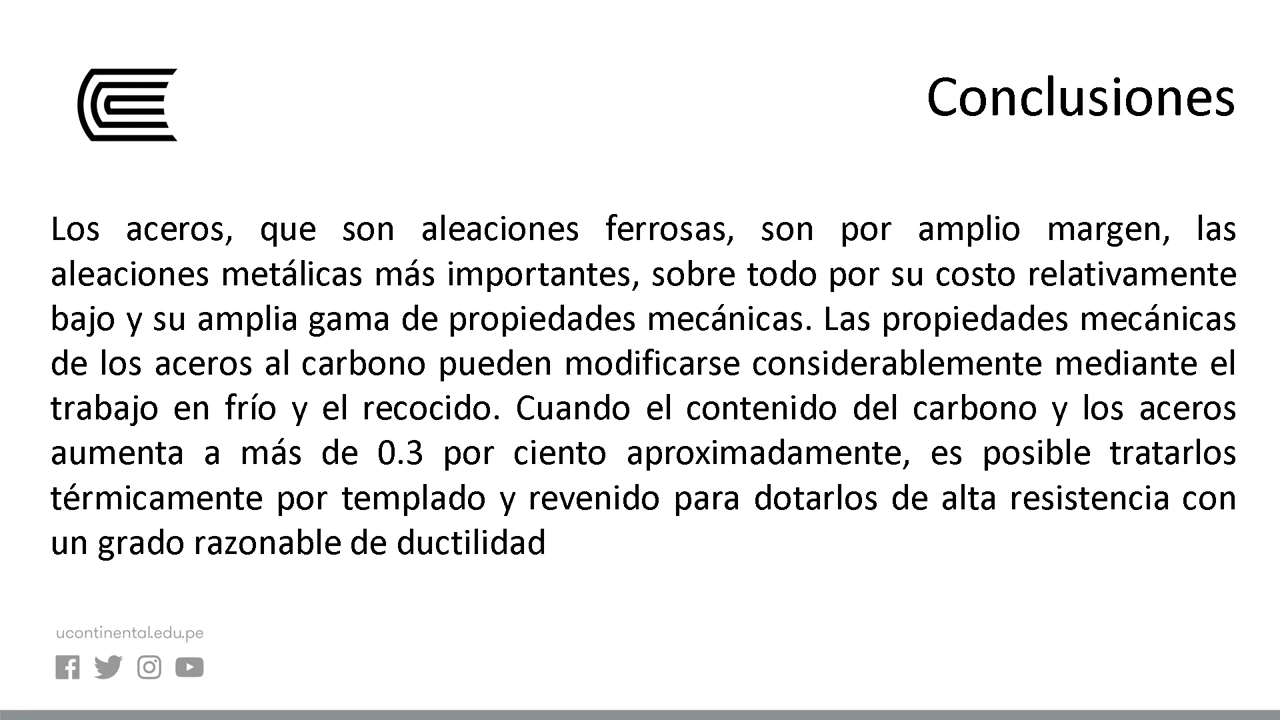 Conclusiones
Los aceros, que son aleaciones ferrosas, son por amplio margen, las
aleaciones metálicas más importantes, sobre todo por su costo relativamente
bajo y su amplia gama de propiedades mecánicas. Las propiedades mecánicas
de los aceros al carbono pueden modificarse considerablemente mediante el
trabajo en frío y el recocido. Cuando el contenido del carbono y los aceros
aumenta a más de 0.3 por ciento aproximadamente, es posible tratarlos
térmicamente por templado y revenido para dotarlos de alta resistencia con
un grado razonable de ductilidad
ucontinental.edu.pe